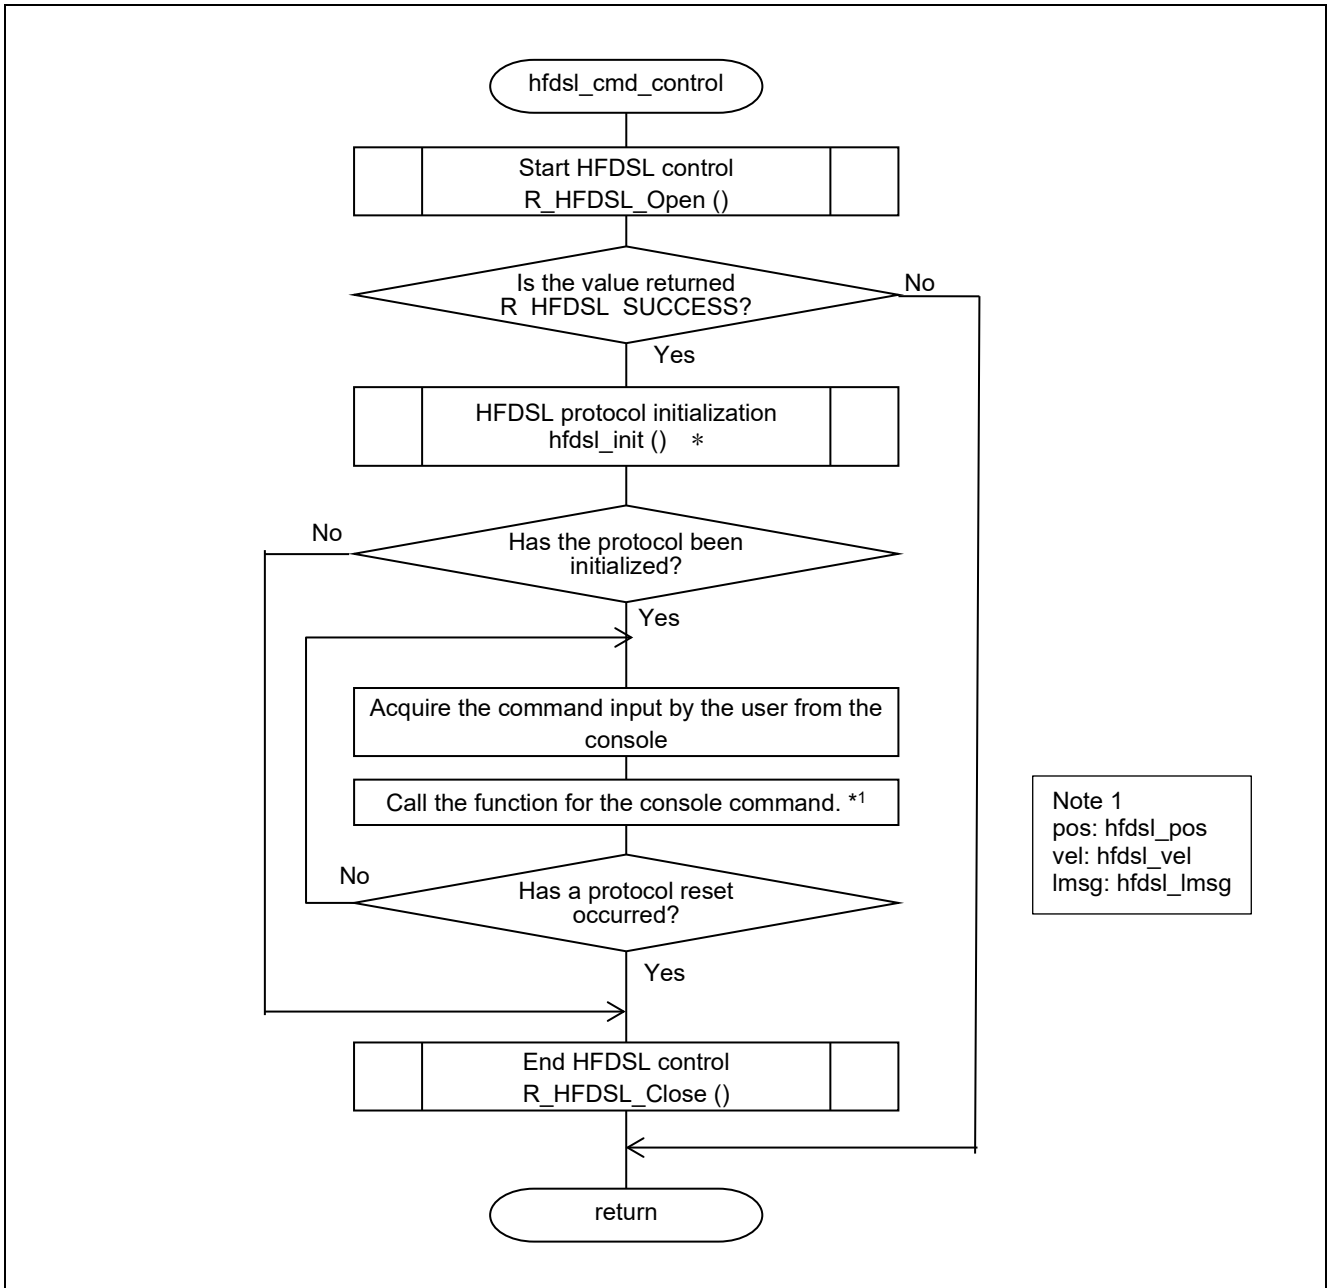 hfdsl_cmd_control
Start HFDSL control
R_HFDSL_Open ()
Is the value returned
R HFDSL SUCCESS?
No
Yes
HFDSL protocol initialization
hfdsl_init () *
No
Has the protocol been
initialized?
Yes
Acquire the command input by the user from the
console
Call the function for the console command. *1
Note 1
pos: hfdsl_pos
vel: hfdsl_vel
lmsg: hfdsl_lmsg
No
Has a protocol reset
occurred?
Yes
End HFDSL control
R_HFDSL_Close ()
return